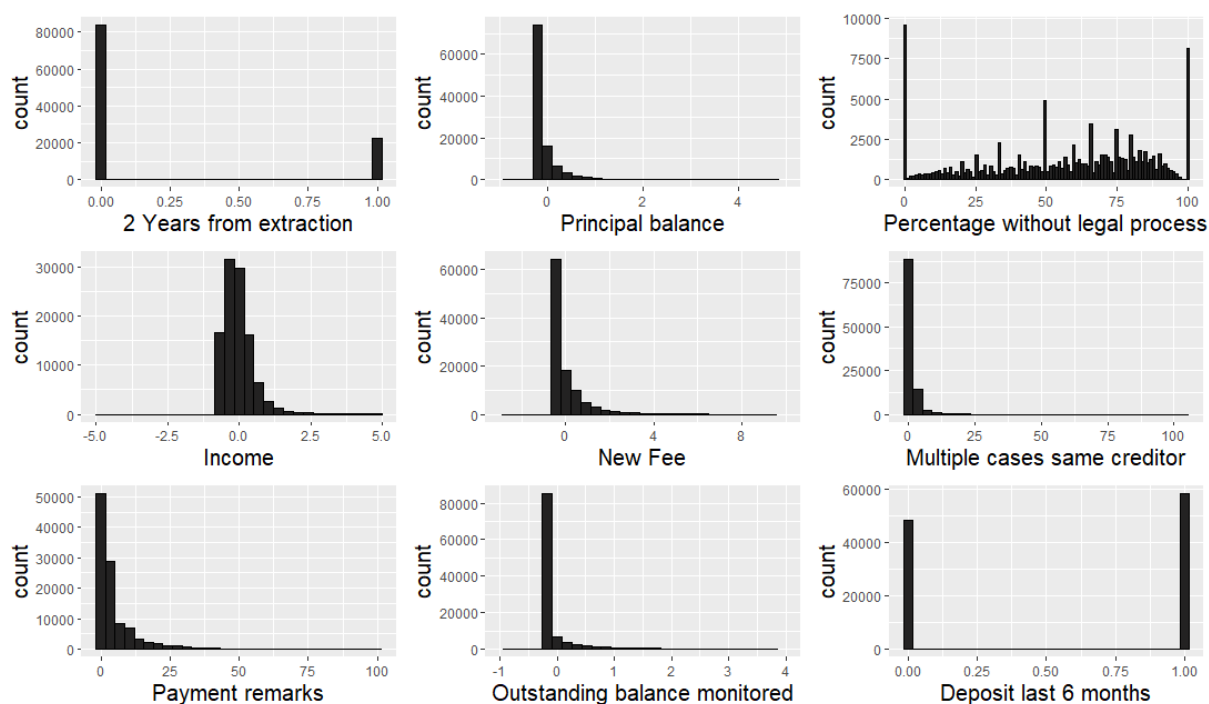 count
80000
60000
40000
20000
0
0.00 0.25 0.50 0.75 1.00
2 Years from extraction
count
60000
40000
20000
0
0 2 4
Principal balance
count
10000
7500
5000
2500
0
0 25 50 75 100
Percentage without legal process
count
30000
20000
10000
0
-5.0 -2.5 0.0 2.5 5.0
Income
count
60000
40000
20000
0
0 4 8
New Fee
count
75000
50000
25000
0
0 25 50 75 100
Multiple cases same creditor
count
50000
40000
30000
20000
10000
0
0 25 50 75 100
Payment remarks
count
80000
60000
40000
20000
0
-1 0 1 2 3 4
Outstanding balance monitored
count
60000
40000
20000
0
0.00 0.25 0.50 0.75 1.00
Deposit last 6 months